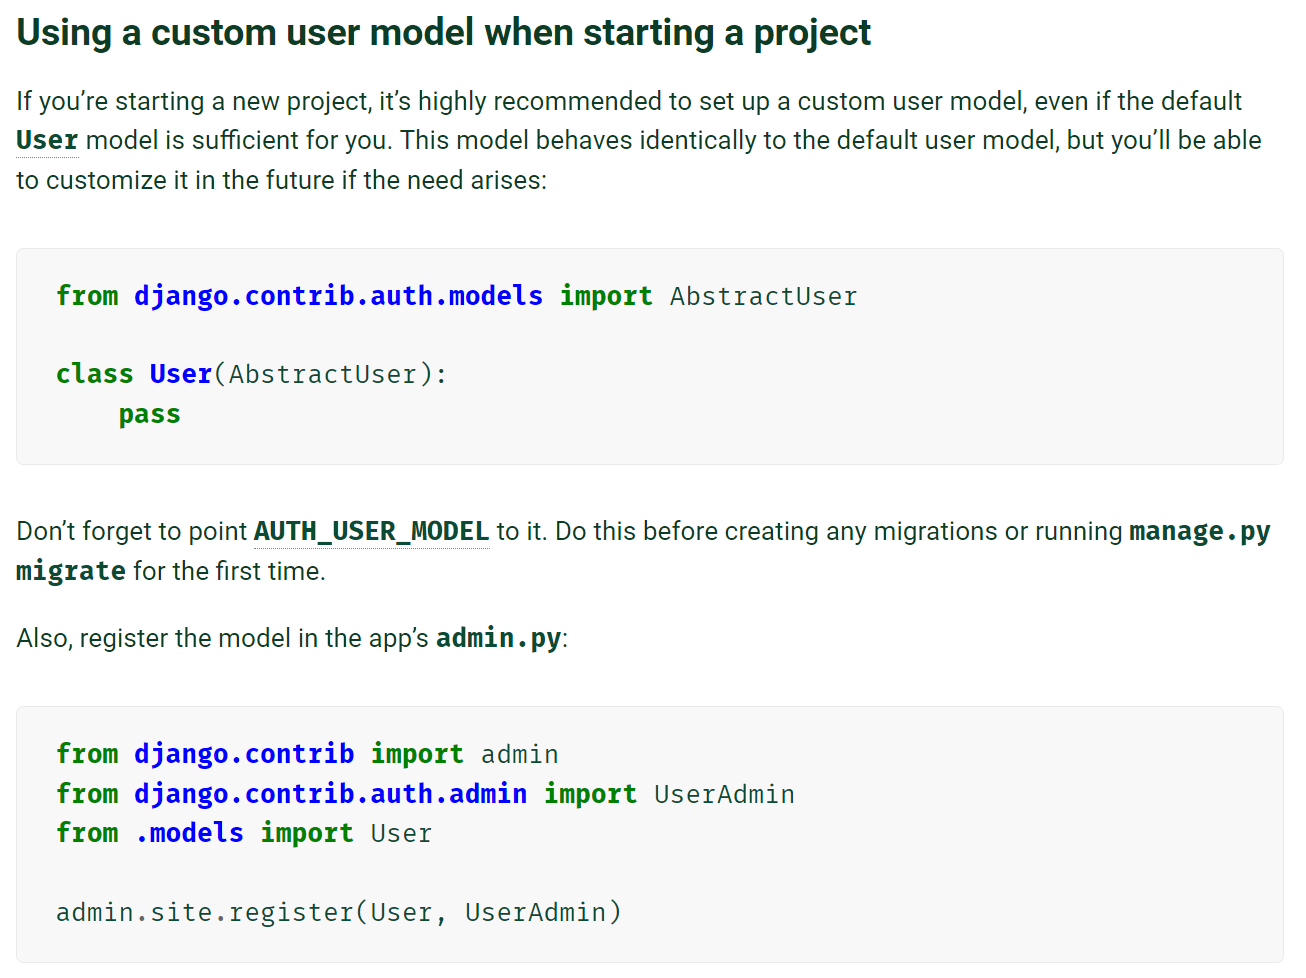 Using a custom user model when starting a project
If you’re starting a new project, it’s highly recommended to set up a custom user model, even if the default
User model is sufficient for you. This model behaves identically to the default user model, but you’ll be able
to customize it in the future if the need arises:
from django.contrib.auth.models import AbstractUser
class User(AbstractUser):
    pass
Don’t forget to point AUTH_USER_MODEL to it. Do this before creating any migrations or running manage.py
migrate for the first time.
Also, register the model in the app’s admin.py:
from django.contrib import admin
from django.contrib.auth.admin import UserAdmin
from .models import User
admin.site.register(User, UserAdmin)